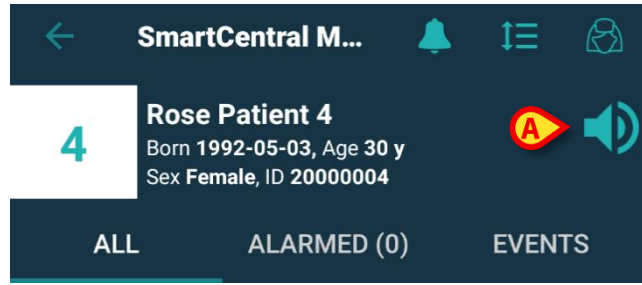 SmartCentral M...
4
Rose Patient 4
Born 1992-05-03, Age 30 y
Sex Female, ID 20000004
A
ALL ALARMED (0) EVENTS